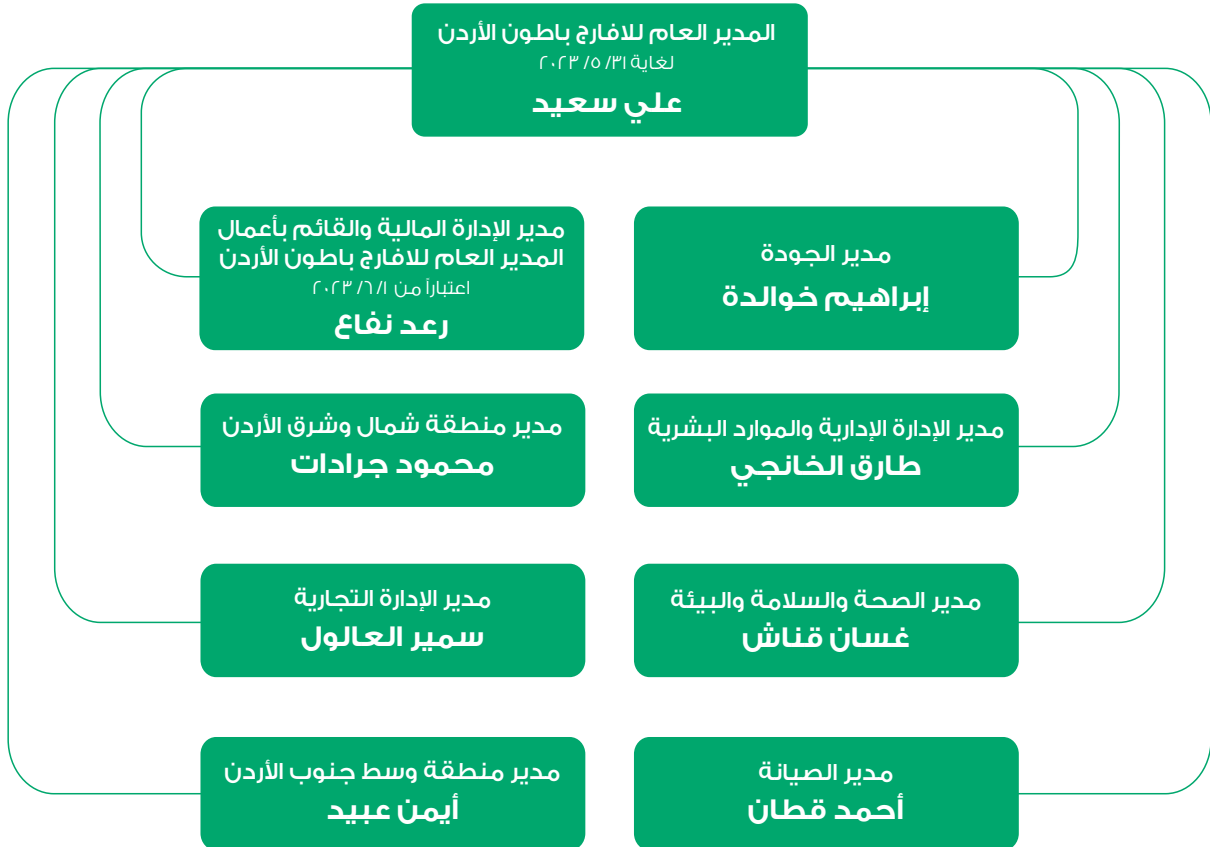 المدير العام للافارج باطون الأردن
لغاية ٣١/ ٥/ ٢٠٢٣
علي سعيد
مدير الجودة
إبراهيم خوالدة
مدير الإدارة المالية والقائم بأعمال
المدير العام للافارج باطون الأردن
اعتباراً من ١/ ٦/ ٢٠٢٣
رعد نفاع
مدير الإدارة الإدارية والموارد البشرية
طارق الخانجي
مدير منطقة شمال وشرق الأردن
محمود جرادات
مدير الصحة والسلامة والبيئة
غسان قناش
مدير الإدارة التجارية
سمير العالول
مدير الصيانة
أحمد قطان
مدير منطقة وسط جنوب الأردن
أيمن عبيد